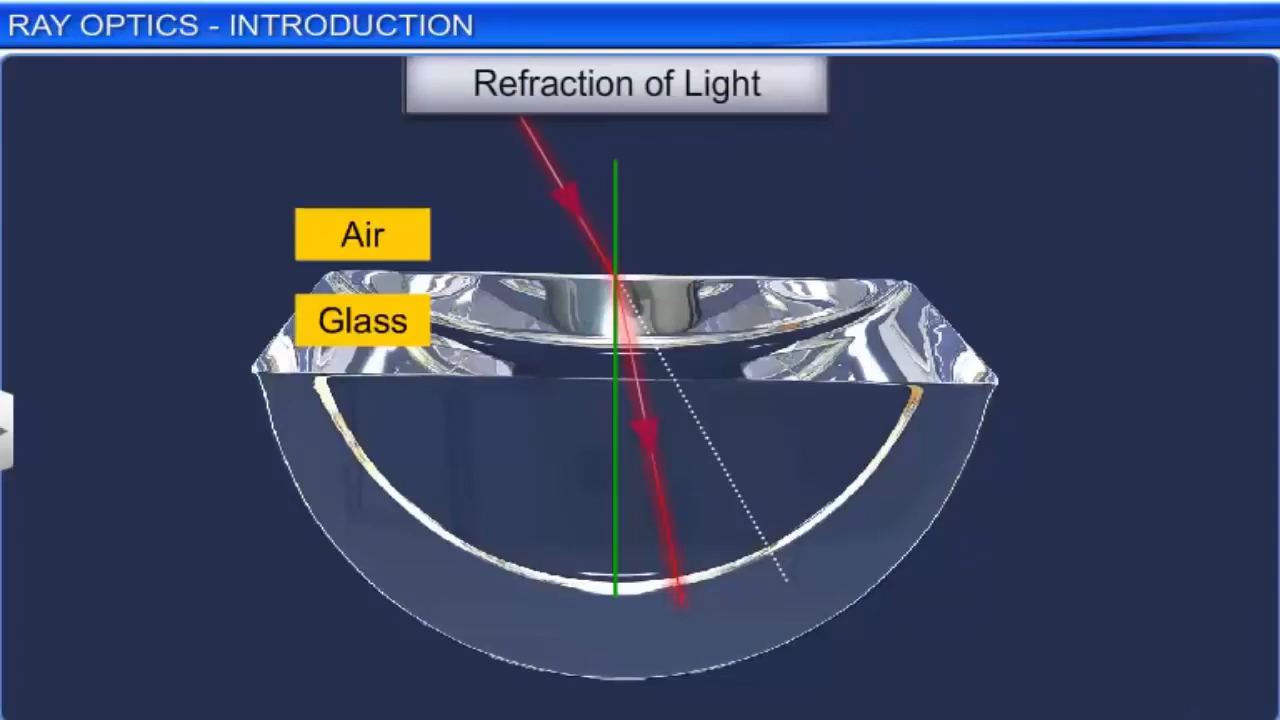 RAY OPTICS - INTRODUCTION
Refraction of Light
Air
Glass